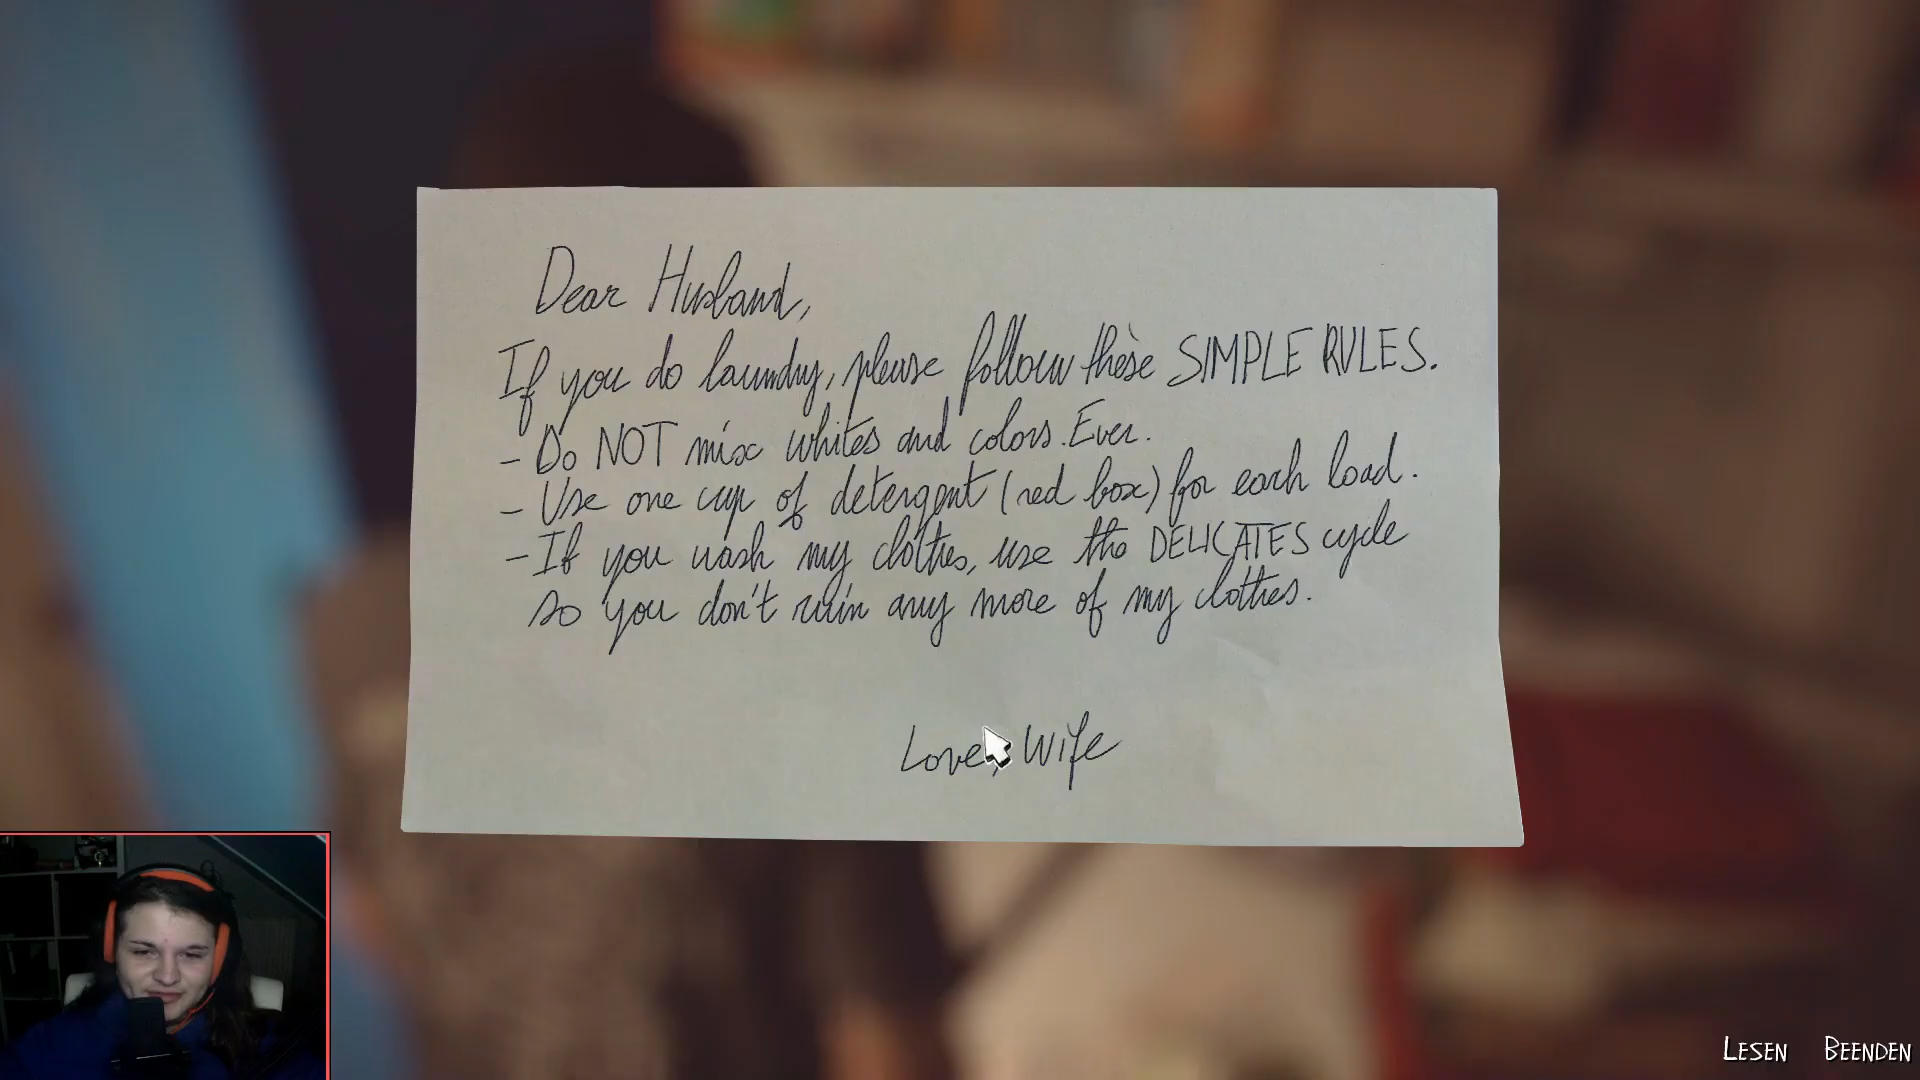 Dear Husband,
If you do laundry, please follow these SIMPLE RULES.
- Do NOT mix whites and colors. Ever.
- Use one cup of detergent (red box) for each load.
- If you wash my clothes, use the DELICATES cycle
so you don't ruin any more of my clothes.
Love, Wife
LESEN BEENDEN